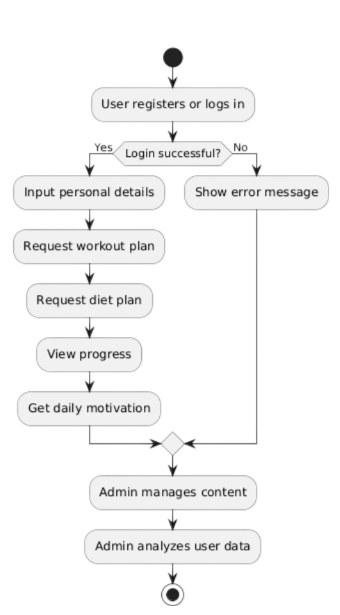 User registers or logs in
Yes
Login successful?
No
Input personal details
Show error message
Request workout plan
Request diet plan
View progress
Get daily motivation
Admin manages content
Admin analyzes user data